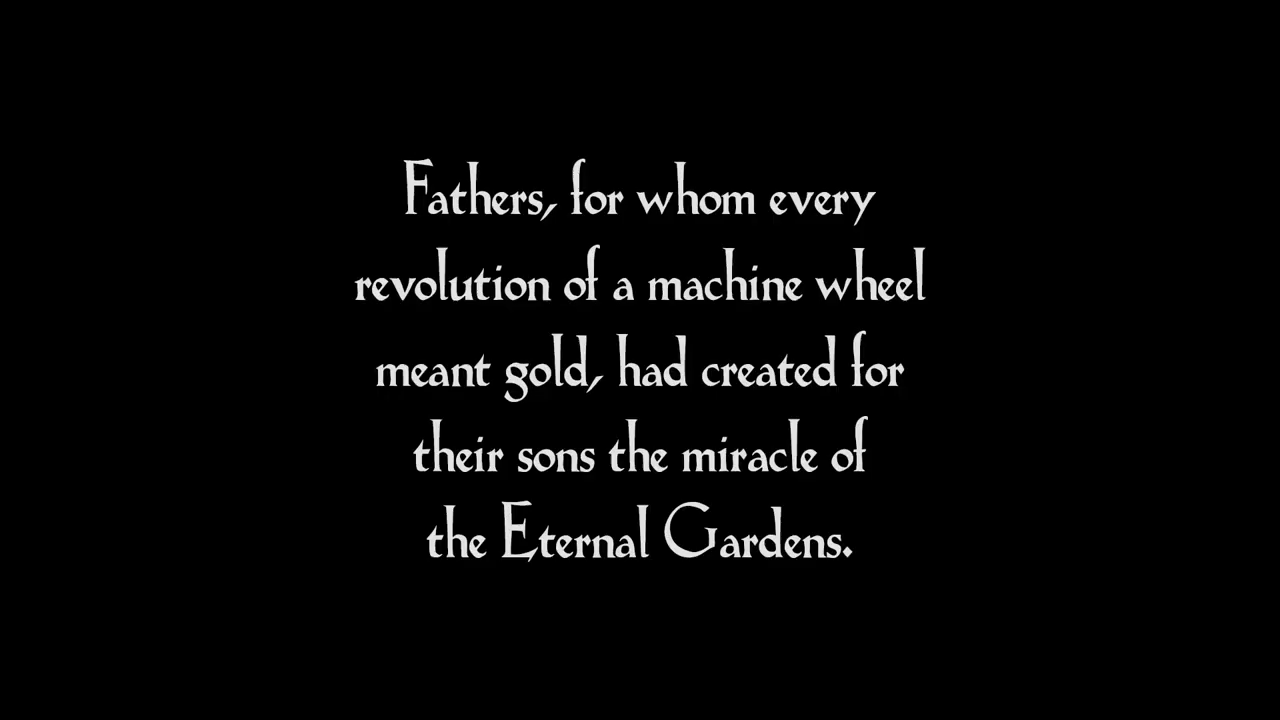 Fathers, for whom every
revolution of a machine wheel
meant gold, had created for
their sons the miracle of
the Eternal Gardens.